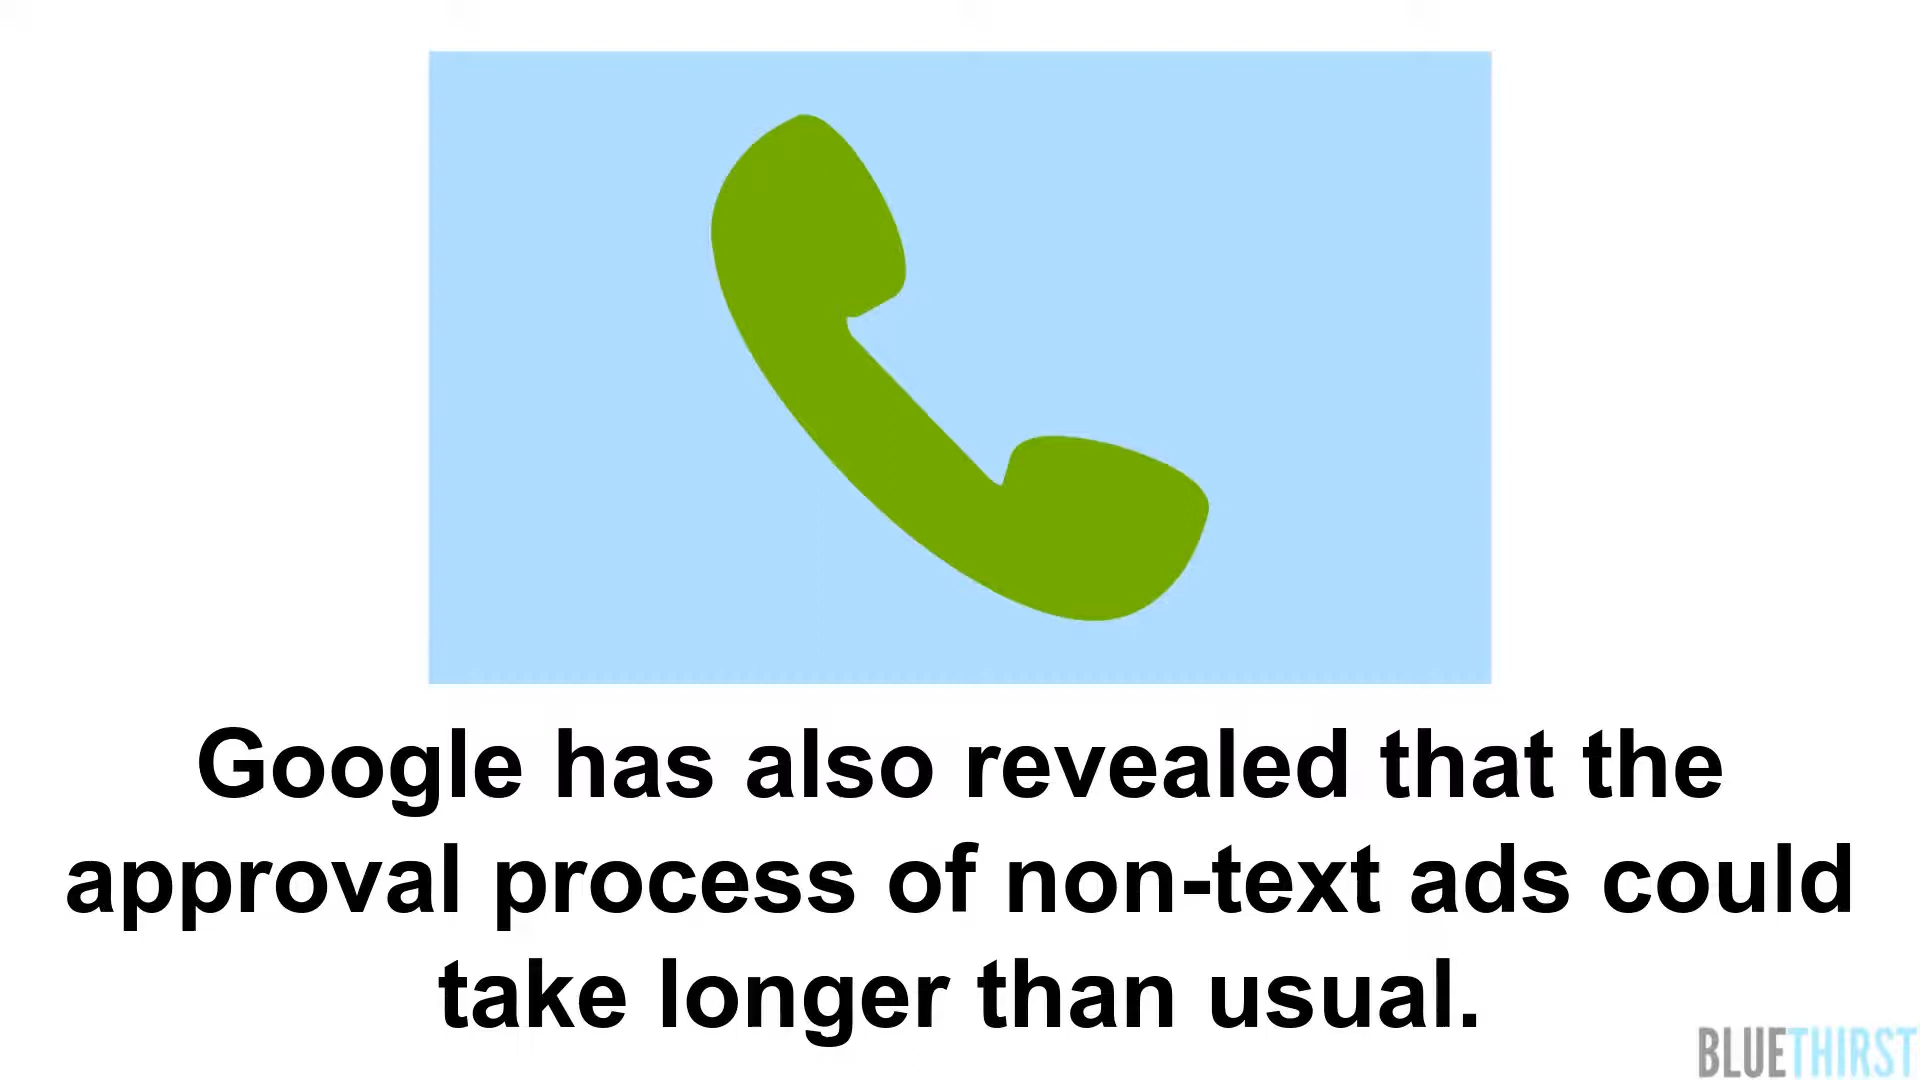 Google has also revealed that the
approval process of non-text ads could
take longer than usual.
BLUETHIRST